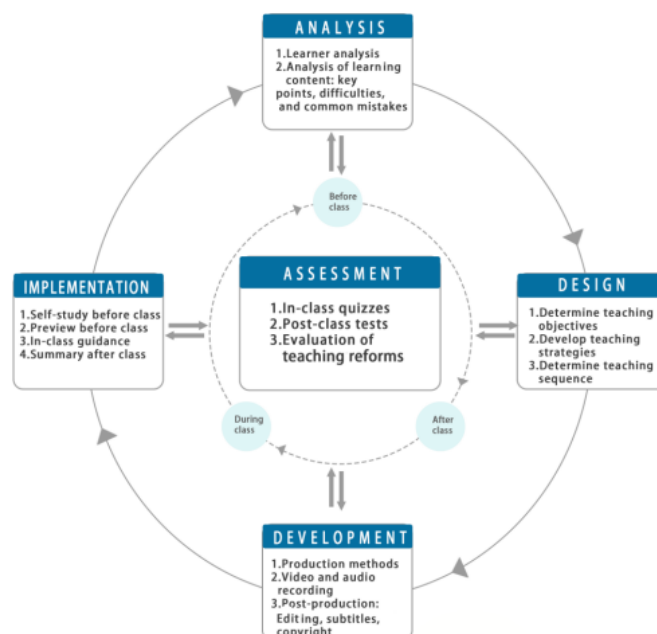 ANALYSIS
1.Learner analysis
2.Analysis of learning
content: key
points, difficulties,
and common mistakes
Before
class
IMPLEMENTATION
1.Self-study before class
2.Preview before class
3.In-class guidance
4.Summary after class
ASSESSMENT
1.In-class quizzes
2.Post-class tests
3.Evaluation of
teaching reforms
DESIGN
1.Determine teaching
objectives
2.Develop teaching
strategies
3.Determine teaching
sequence
During
class
After
class
DEVELOPMENT
1.Production methods
2.Video and audio
recording
3.Post-production:
Editing, subtitles,
copyright